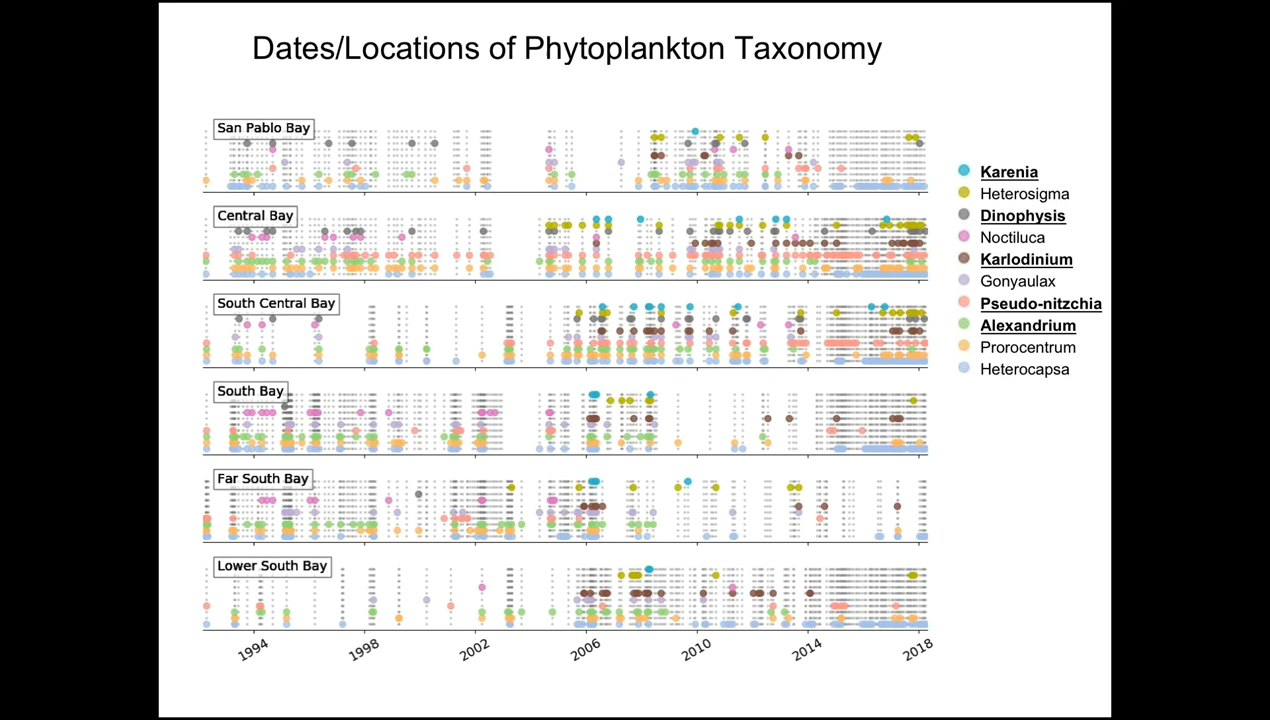 Dates/Locations of Phytoplankton Taxonomy
San Pablo Bay
Central Bay
South Central Bay
South Bay
Far South Bay
Lower South Bay
1994 1998 2002 2006 2010 2014 2018
Karenia
Heterosigma
Dinophysis
Noctiluca
Karlodinium
Gonyaulax
Pseudo-nitzchia
Alexandrium
Prorocentrum
Heterocapsa